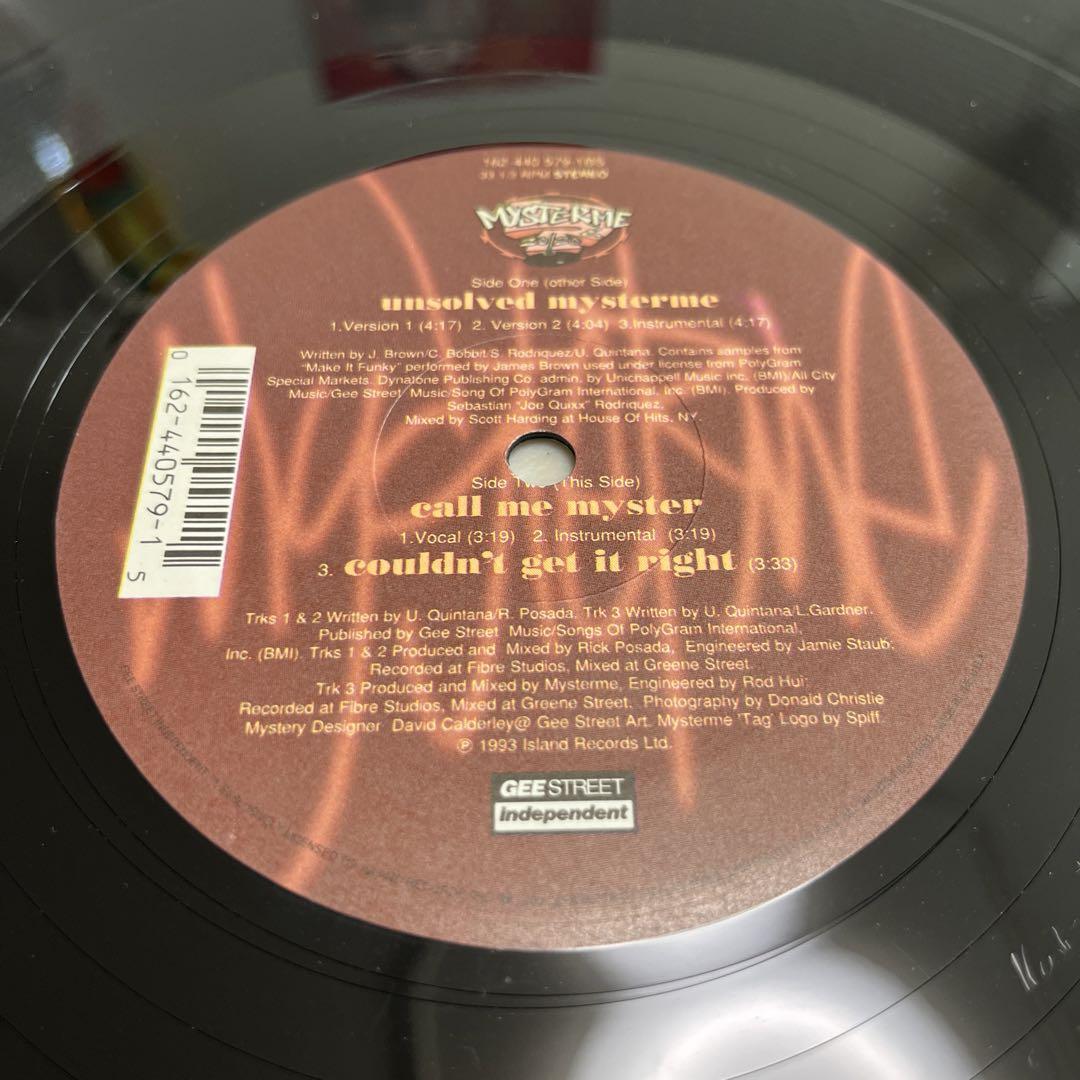 162 440 579-1DS
33 1/3 RPM STEREO
MYSTERME
20/20
Side One (other Side)
unsolved mysterme
1.Version 1 (4:17) 2. Version 2 (4:04) 3.Instrumental (4:17)
Written by J. Brown/C. Bobbit/S. Rodriquez/U. Quintana. Contains samples from
"Make It Funky" performed by James Brown used under license from PolyGram
Special Markets. Dynatone Publishing Co. admin. by Unichappell Music Inc. (BMI)/All City
Music/Gee Street Music/Song Of PolyGram International, Inc. (BMI). Produced by
Sebastian "Joe Quixx" Rodriquez.
Mixed by Scott Harding at House Of Hits, NY.
0 162-440579-1 5
Side Two (This Side)
call me myster
1.Vocal (3:19) 2. Instrumental (3:19)
3. couldn't get it right (3:33)
Trks 1 & 2 Written by U. Quintana/R. Posada, Trk 3 Written by U. Quintana/L.Gardner.
Published by Gee Street Music/Songs Of PolyGram International,
Inc. (BMI). Trks 1 & 2 Produced and Mixed by Rick Posada, Engineered by Jamie Staub;
Recorded at Fibre Studios, Mixed at Greene Street.
Trk 3 Produced and Mixed by Mysterme, Engineered by Rod Hui;
Recorded at Fibre Studios, Mixed at Greene Street. Photography by Donald Christie
Mystery Designer David Calderley@ Gee Street Art. Mysterme 'Tag' Logo by Spiff
℗ 1993 Island Records Ltd.
GEE STREET
independent